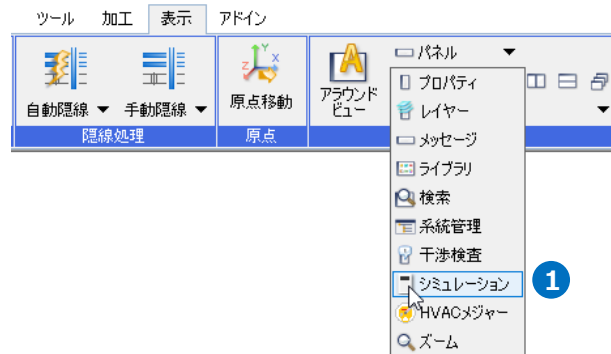 ツール 加工 表示 アドイン
自動隠線 手動隠線
隠線処理
原点移動
原点
アラウンド
ビュー
パネル
プロパティ
レイヤー
メッセージ
ライブラリ
検索
系統管理
干渉検査
シミュレーション
1
HVACメジャー
ズーム